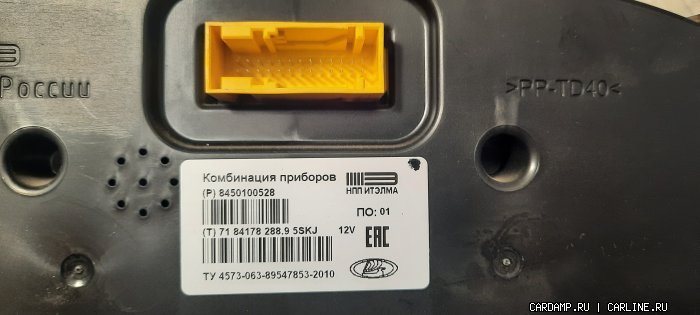 России
>PP-TD40<
Комбинация приборов
(P) 8450100528
НПП ИТЭЛМА
ПО: 01
(T) 71 84178 288.9 5SKJ 12V
EAC
ТУ 4573-063-89547853-2010
CARDAMP.RU | CARLINE.RU